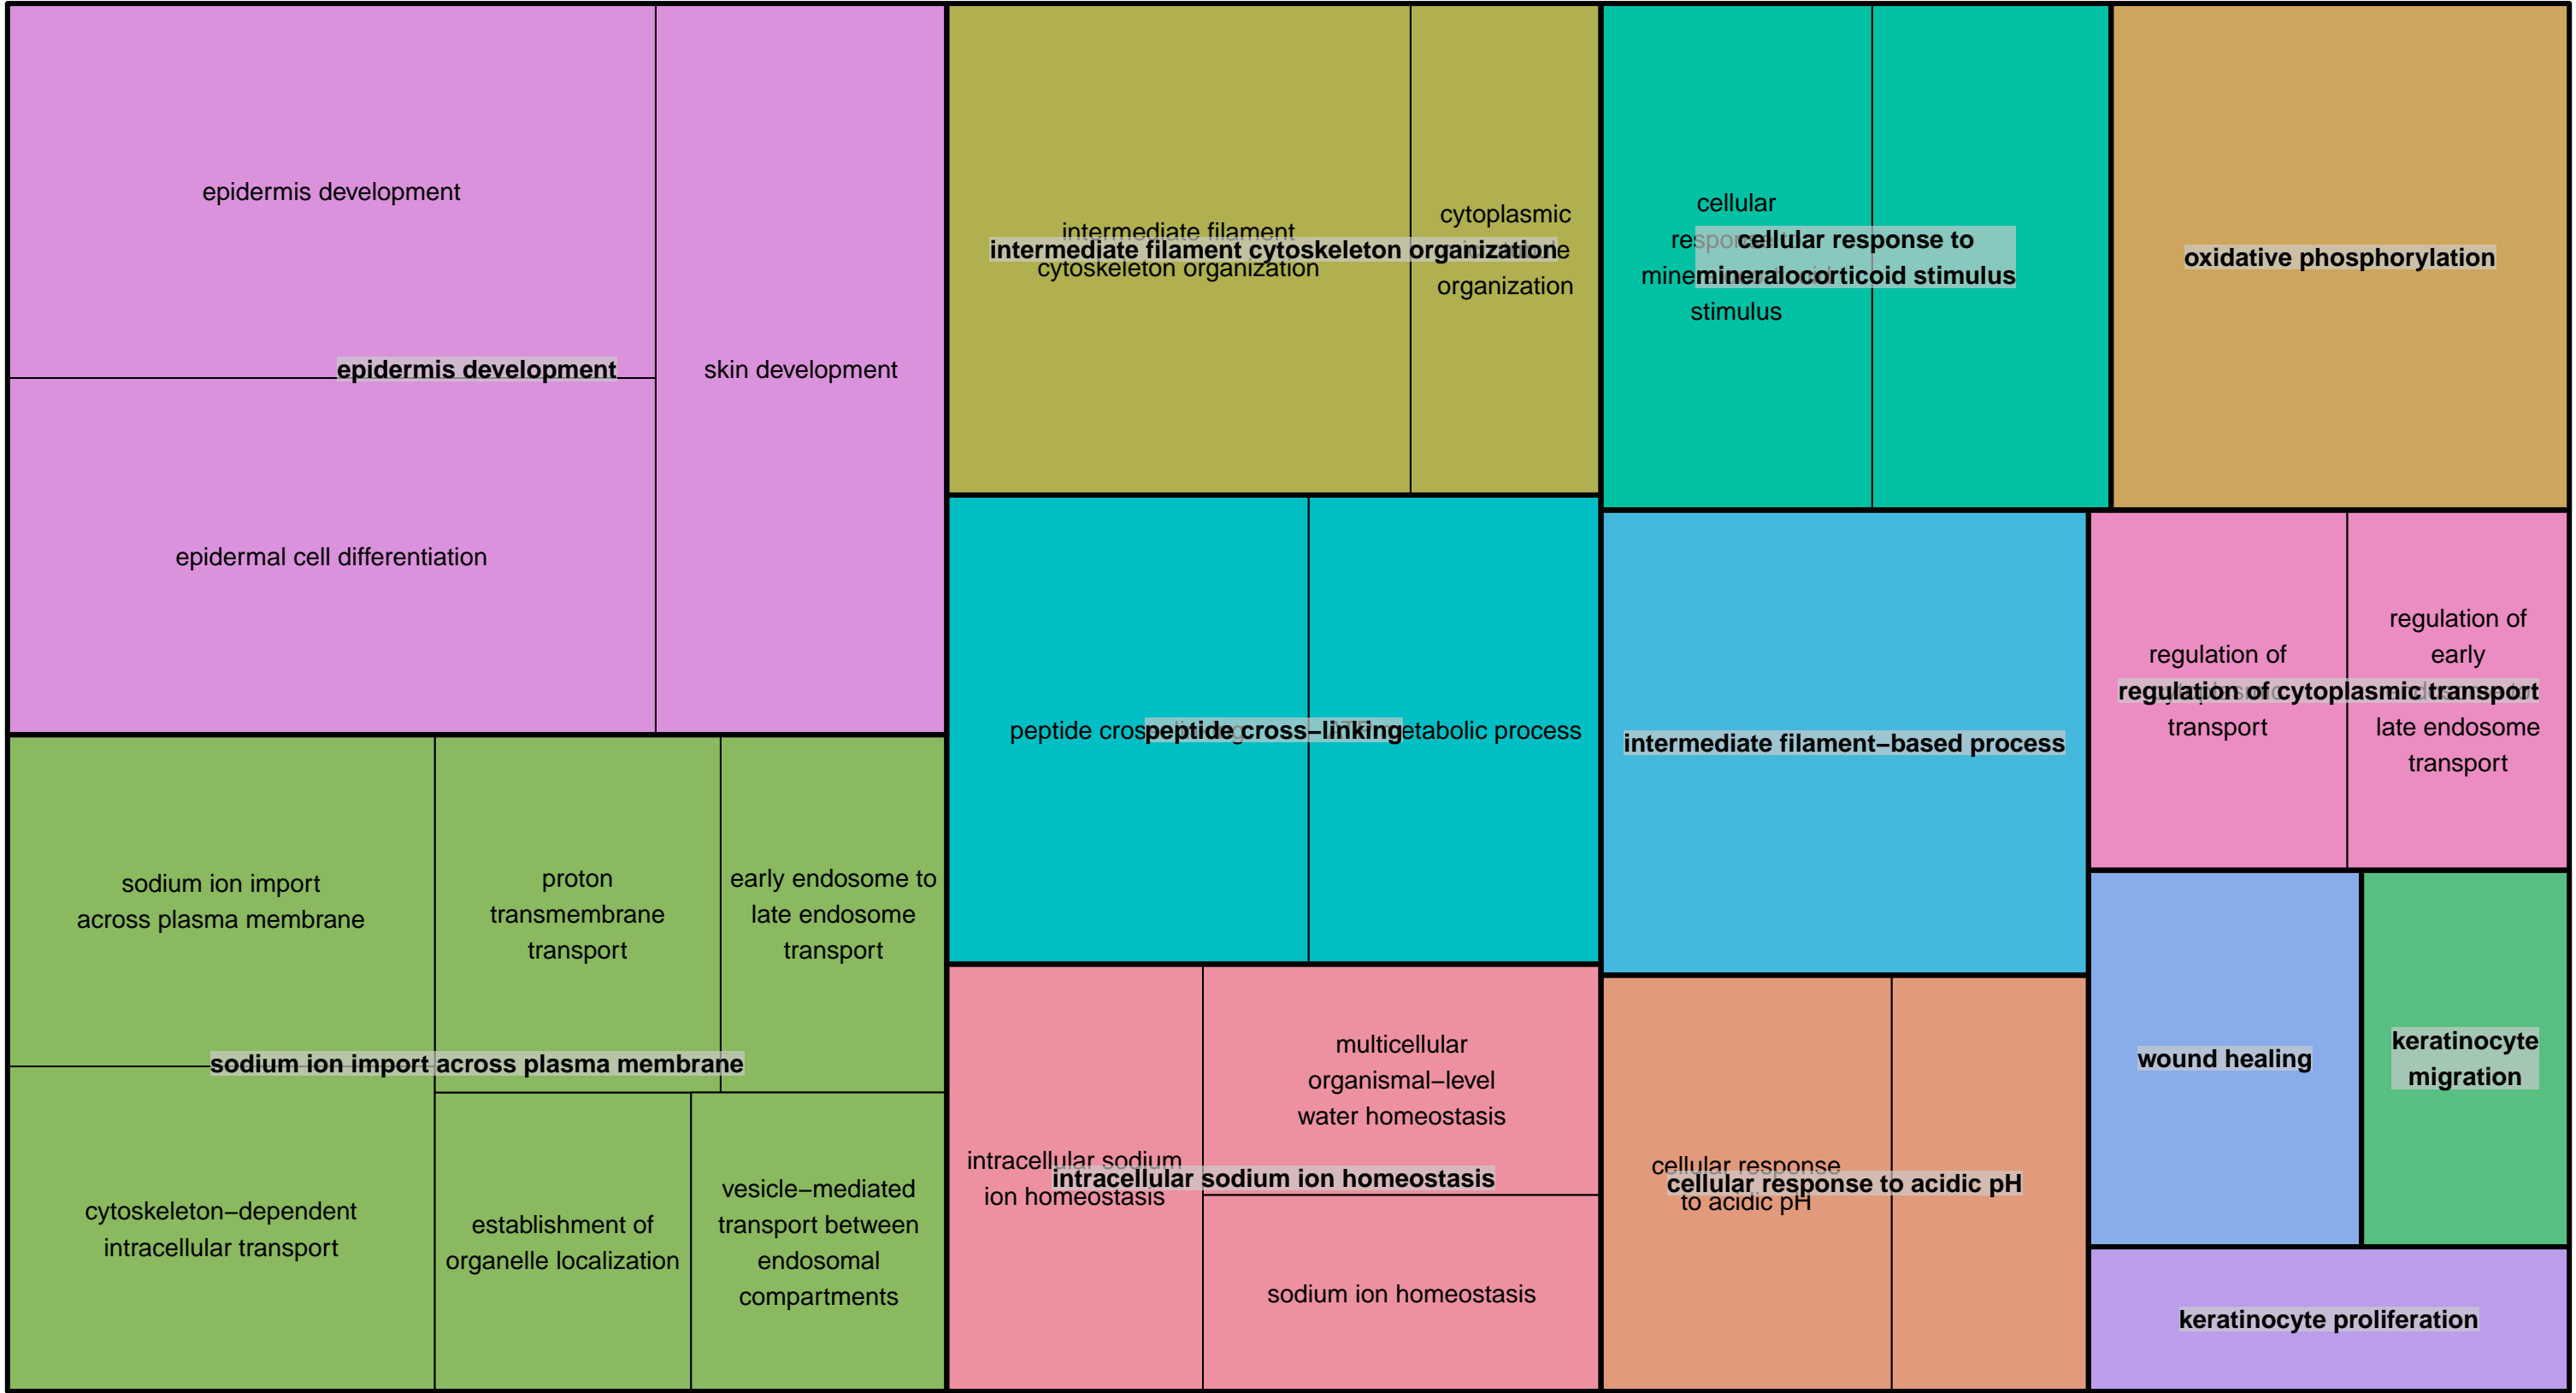 epidermis development
epidermis development
skin development
epidermal cell differentiation
intermediate filament
intermediate filament cytoskeleton organization
cytoskeleton organization
cytoplasmic
organization
cellular
cellular response to
mineralocorticoid stimulus
stimulus
oxidative phosphorylation
peptide
peptide cross–linking
metabolic process
intermediate filament–based process
regulation of
regulation of cytoplasmic transport
transport
regulation of
early
late endosome
transport
sodium ion import
across plasma membrane
proton
transmembrane
transport
early endosome to
late endosome
transport
sodium ion import across plasma membrane
cytoskeleton–dependent
intracellular transport
establishment of
organelle localization
vesicle–mediated
transport between
endosomal
compartments
intracellular sodium
ion homeostasis
multicellular
organismal–level
water homeostasis
intracellular sodium ion homeostasis
sodium ion homeostasis
cellular response
to acidic pH
cellular response to acidic pH
wound healing
keratinocyte
migration
keratinocyte proliferation